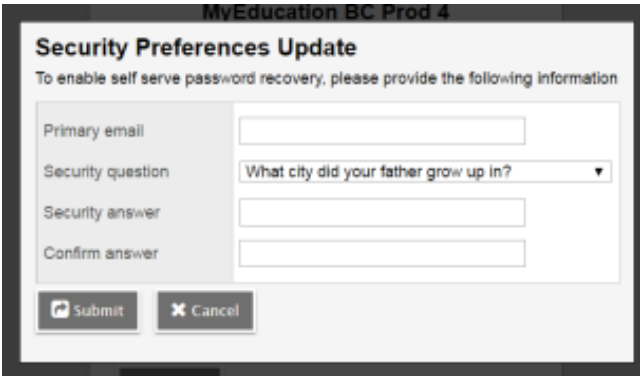 MyEducation BC Prod 4
Security Preferences Update
To enable self serve password recovery, please provide the following information
Primary email
Security question What city did your father grow up in?
Security answer
Confirm answer
Submit Cancel